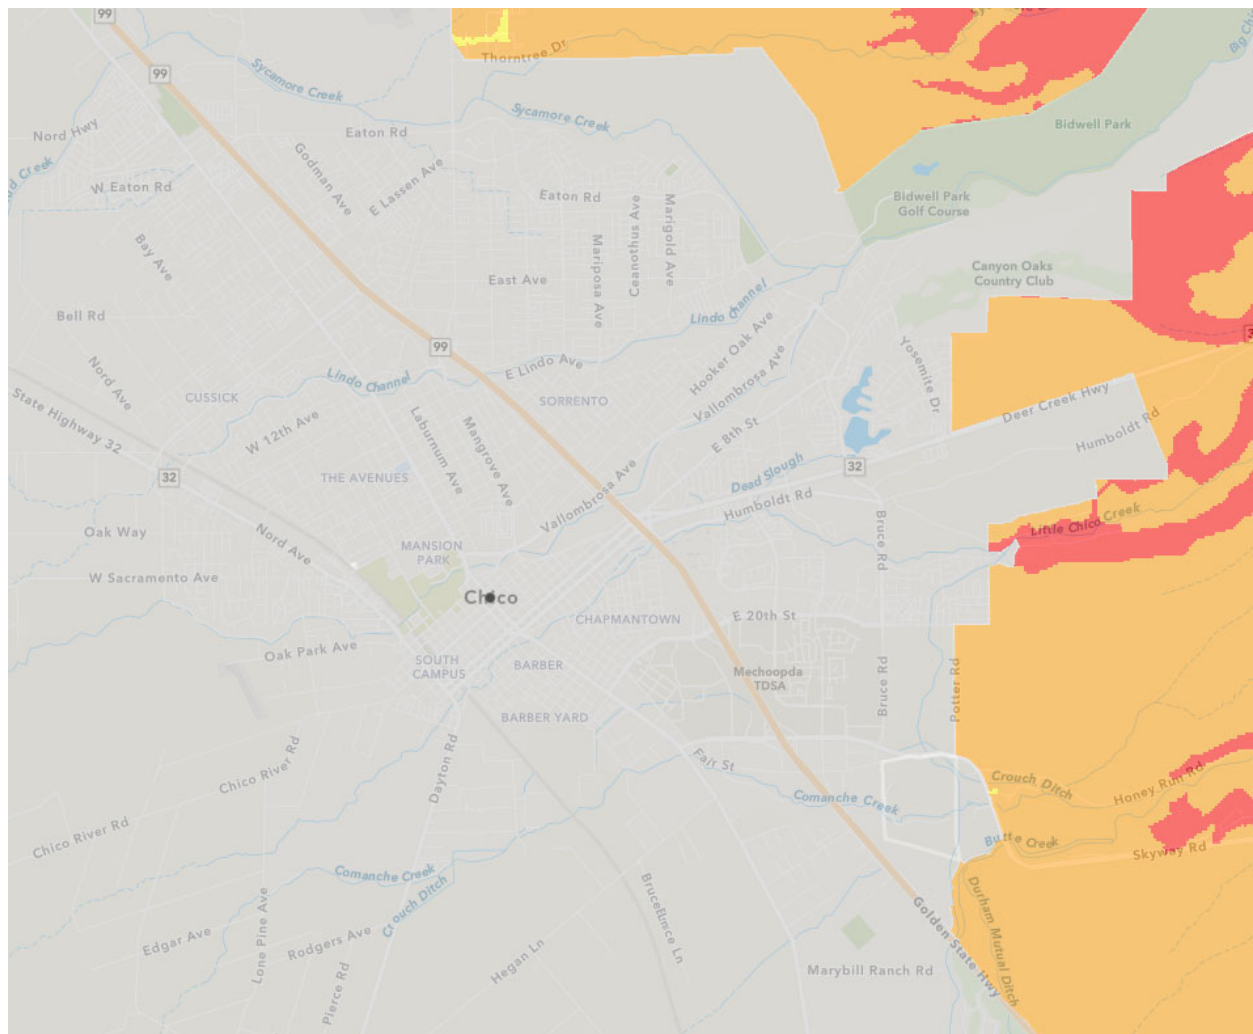 99
Thorntree Dr
99
Sycamore Creek
Sycamore Creek
Nord Hwy
Eaton Rd
Bidwell Park
W Eaton Rd
Godman Ave
E Lassen Ave
Eaton Rd
Ceanothus Ave
Marigold Ave
Bidwell Park
Golf Course
Bay Ave
Mariposa Ave
East Ave
Canyon Oaks
Country Club
Bell Rd
Lindo Channel
99
Nord Ave
Lindo Channel
E Lindo Ave
Hooker Oak Ave
Vallombrosa Ave
Yosemite Dr
CUSSICK
SORRENTO
State Highway 32
W 12th Ave
Laburnum Ave
Mangrove Ave
E 8th St
Deer Creek Hwy
Humboldt Rd
32
THE AVENUES
Vallombrosa Ave
Dead Slough
32
Humboldt Rd
Oak Way
Nord Ave
Bruce Rd
Little Chico Creek
MANSION
PARK
W Sacramento Ave
Chico
CHAPMANTOWN
E 20th St
Oak Park Ave
SOUTH
CAMPUS
BARBER
Mechoopda
TDSA
Bruce Rd
Potter Rd
BARBER YARD
Chico River Rd
Dayton Rd
Fair St
Crouch Ditch
Honey Run Rd
Comanche Creek
Chico River Rd
Butte Creek
Skyway Rd
Comanche Creek
Crouch Ditch
Durham Mutual Ditch
Golden State Hwy
Edgar Ave
Lone Pine Ave
Rodgers Ave
Pierce Rd
Hegan Ln
Marybill Ranch Rd